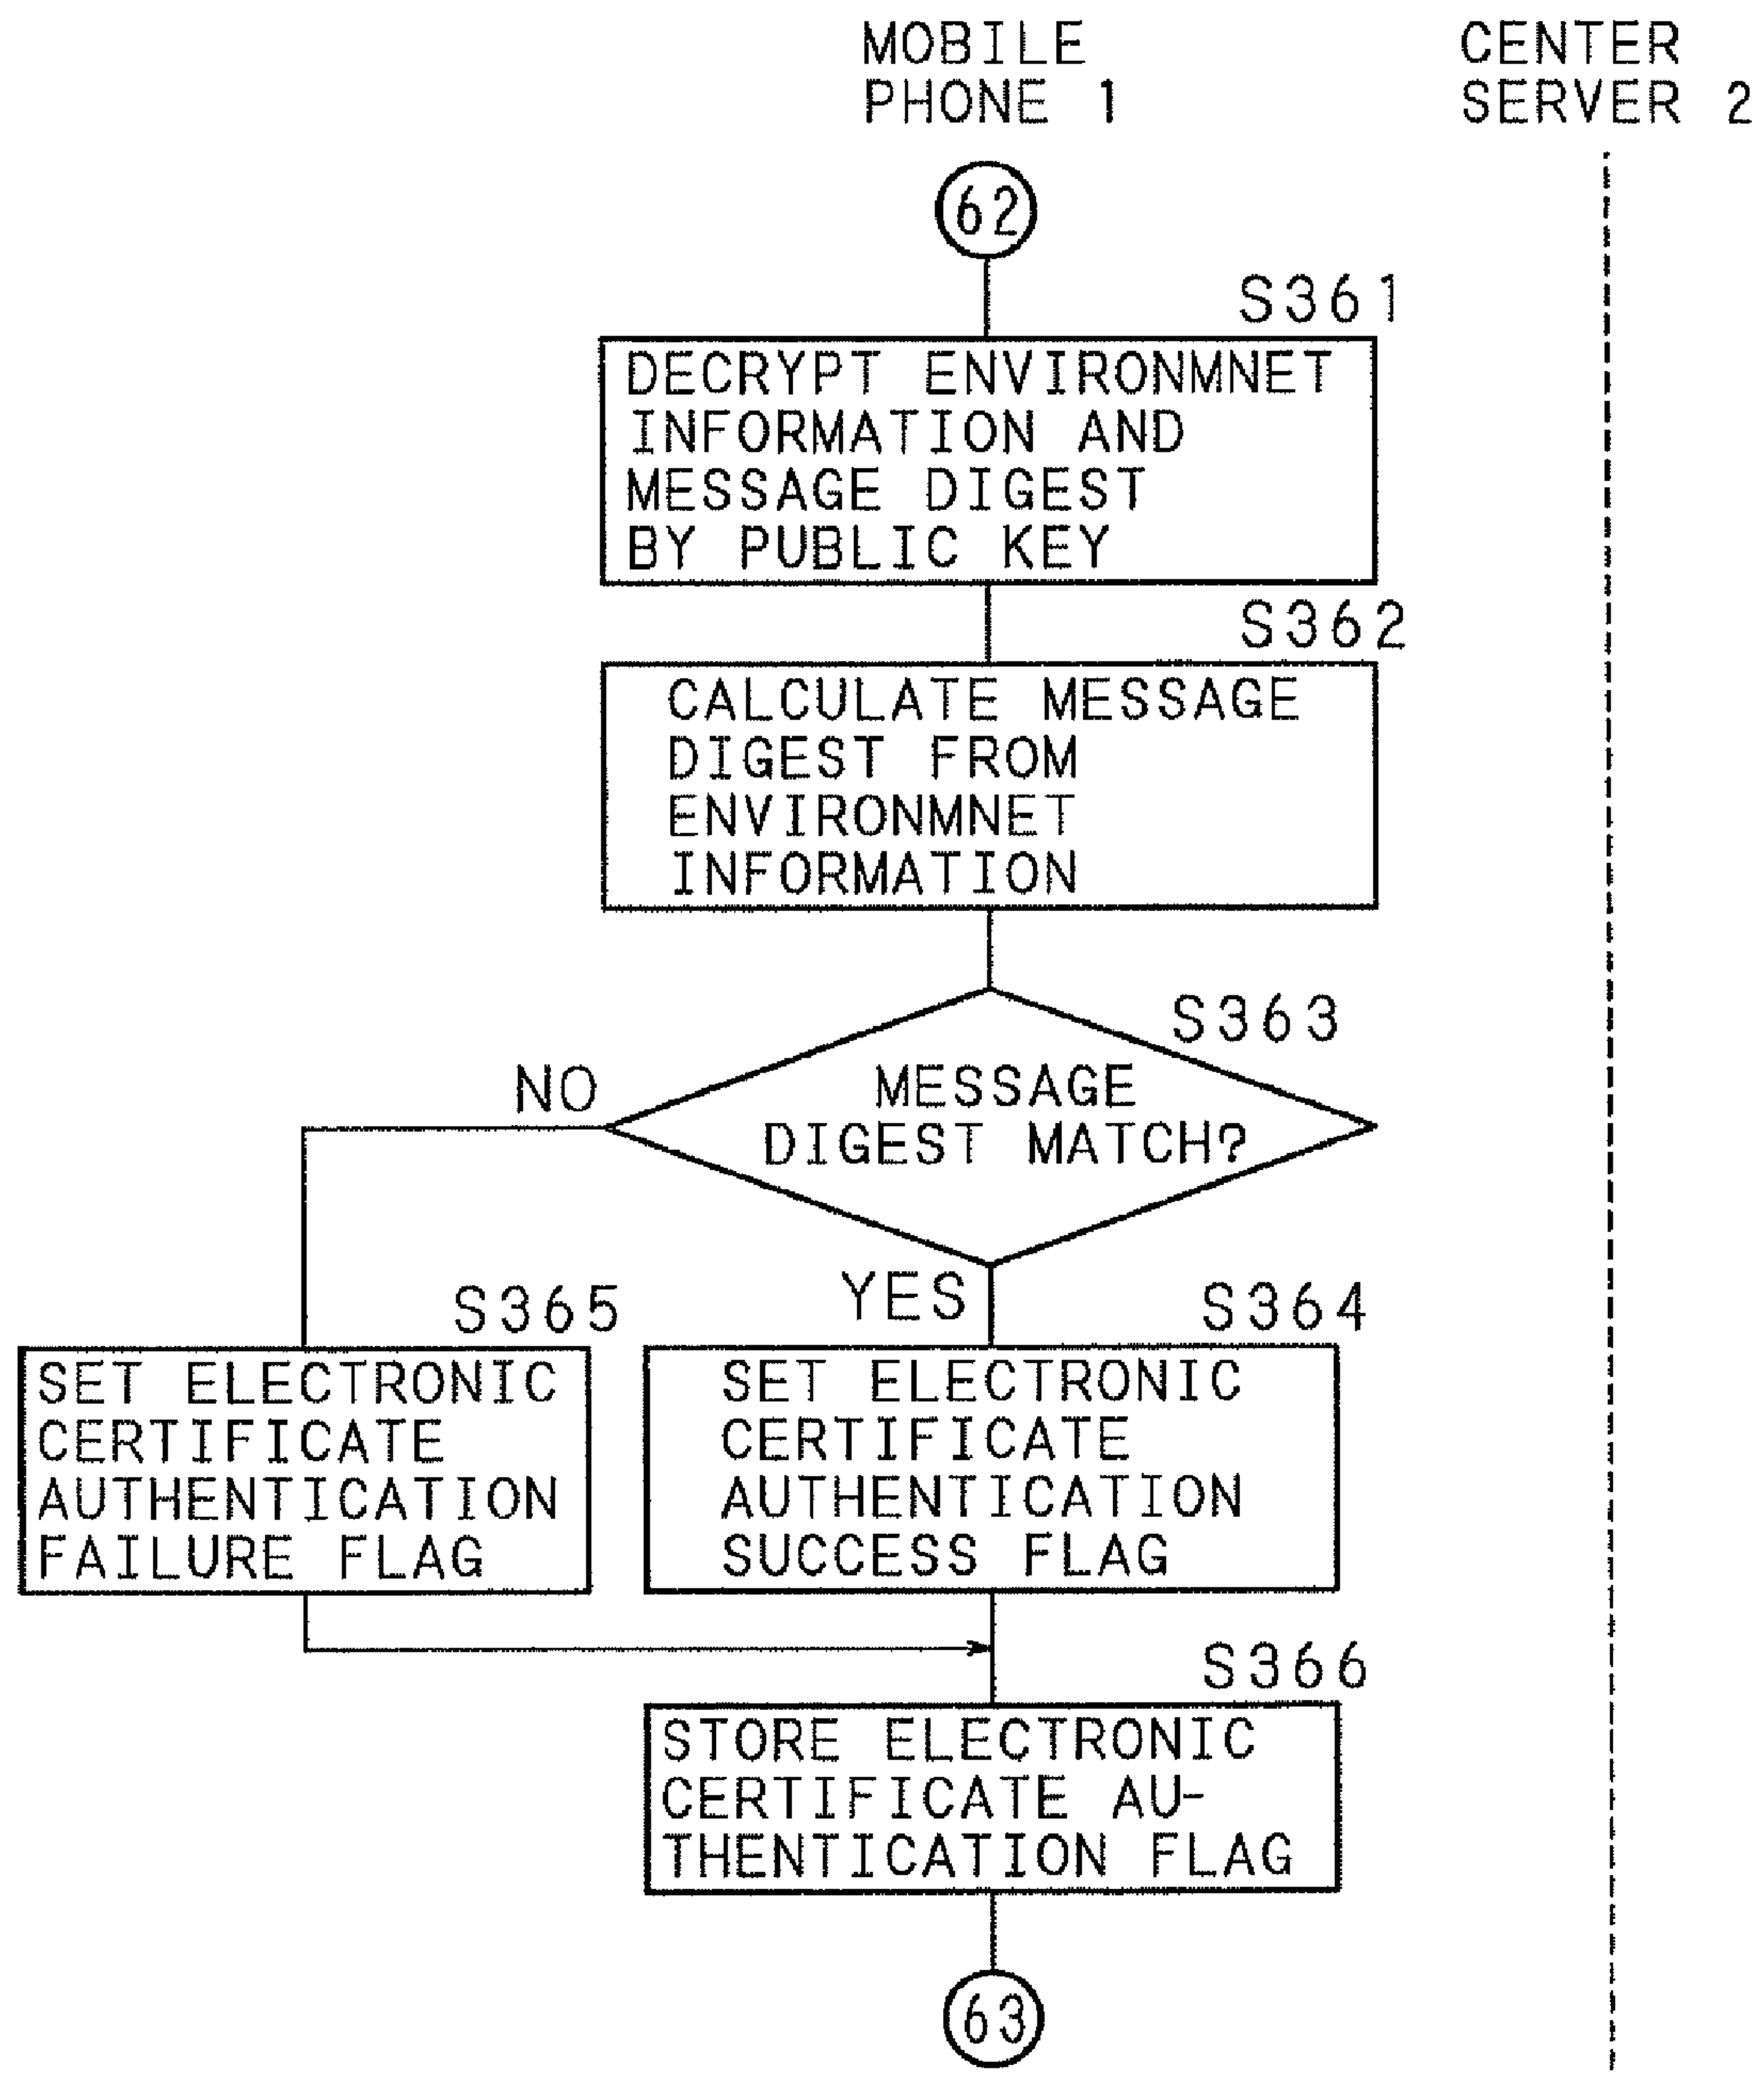 MOBILE
PHONE 1
CENTER
SERVER 2
62
S361
DECRYPT ENVIRONMNET
INFORMATION AND
MESSAGE DIGEST
BY PUBLIC KEY
S362
CALCULATE MESSAGE
DIGEST FROM
ENVIRONMNET
INFORMATION
S363
MESSAGE
DIGEST MATCH?
NO
YES
S365
SET ELECTRONIC
CERTIFICATE
AUTHENTICATION
FAILURE FLAG
S364
SET ELECTRONIC
CERTIFICATE
AUTHENTICATION
SUCCESS FLAG
S366
STORE ELECTRONIC
CERTIFICATE AU-
THENTICATION FLAG
63